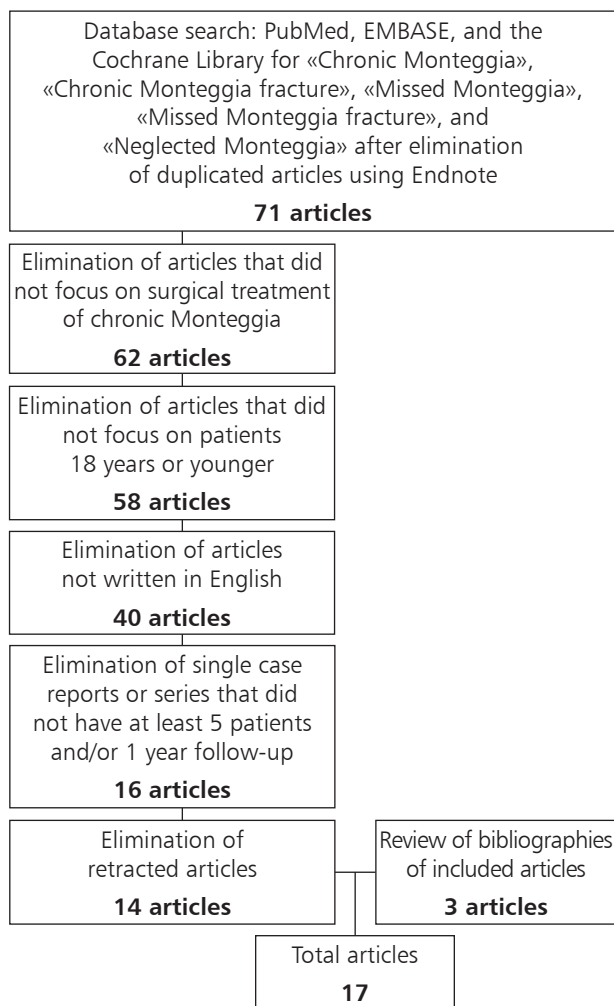 Database search: PubMed, EMBASE, and the
Cochrane Library for «Chronic Monteggia»,
«Chronic Monteggia fracture», «Missed Monteggia»,
«Missed Monteggia fracture», and
«Neglected Monteggia» after elimination
of duplicated articles using Endnote
71 articles
Elimination of articles that did
not focus on surgical treatment
of chronic Monteggia
62 articles
Elimination of articles that did
not focus on patients
18 years or younger
58 articles
Elimination of articles
not written in English
40 articles
Elimination of single case
reports or series that did
not have at least 5 patients
and/or 1 year follow-up
16 articles
Elimination of
retracted articles
14 articles
Review of bibliographies
of included articles
3 articles
Total articles
17